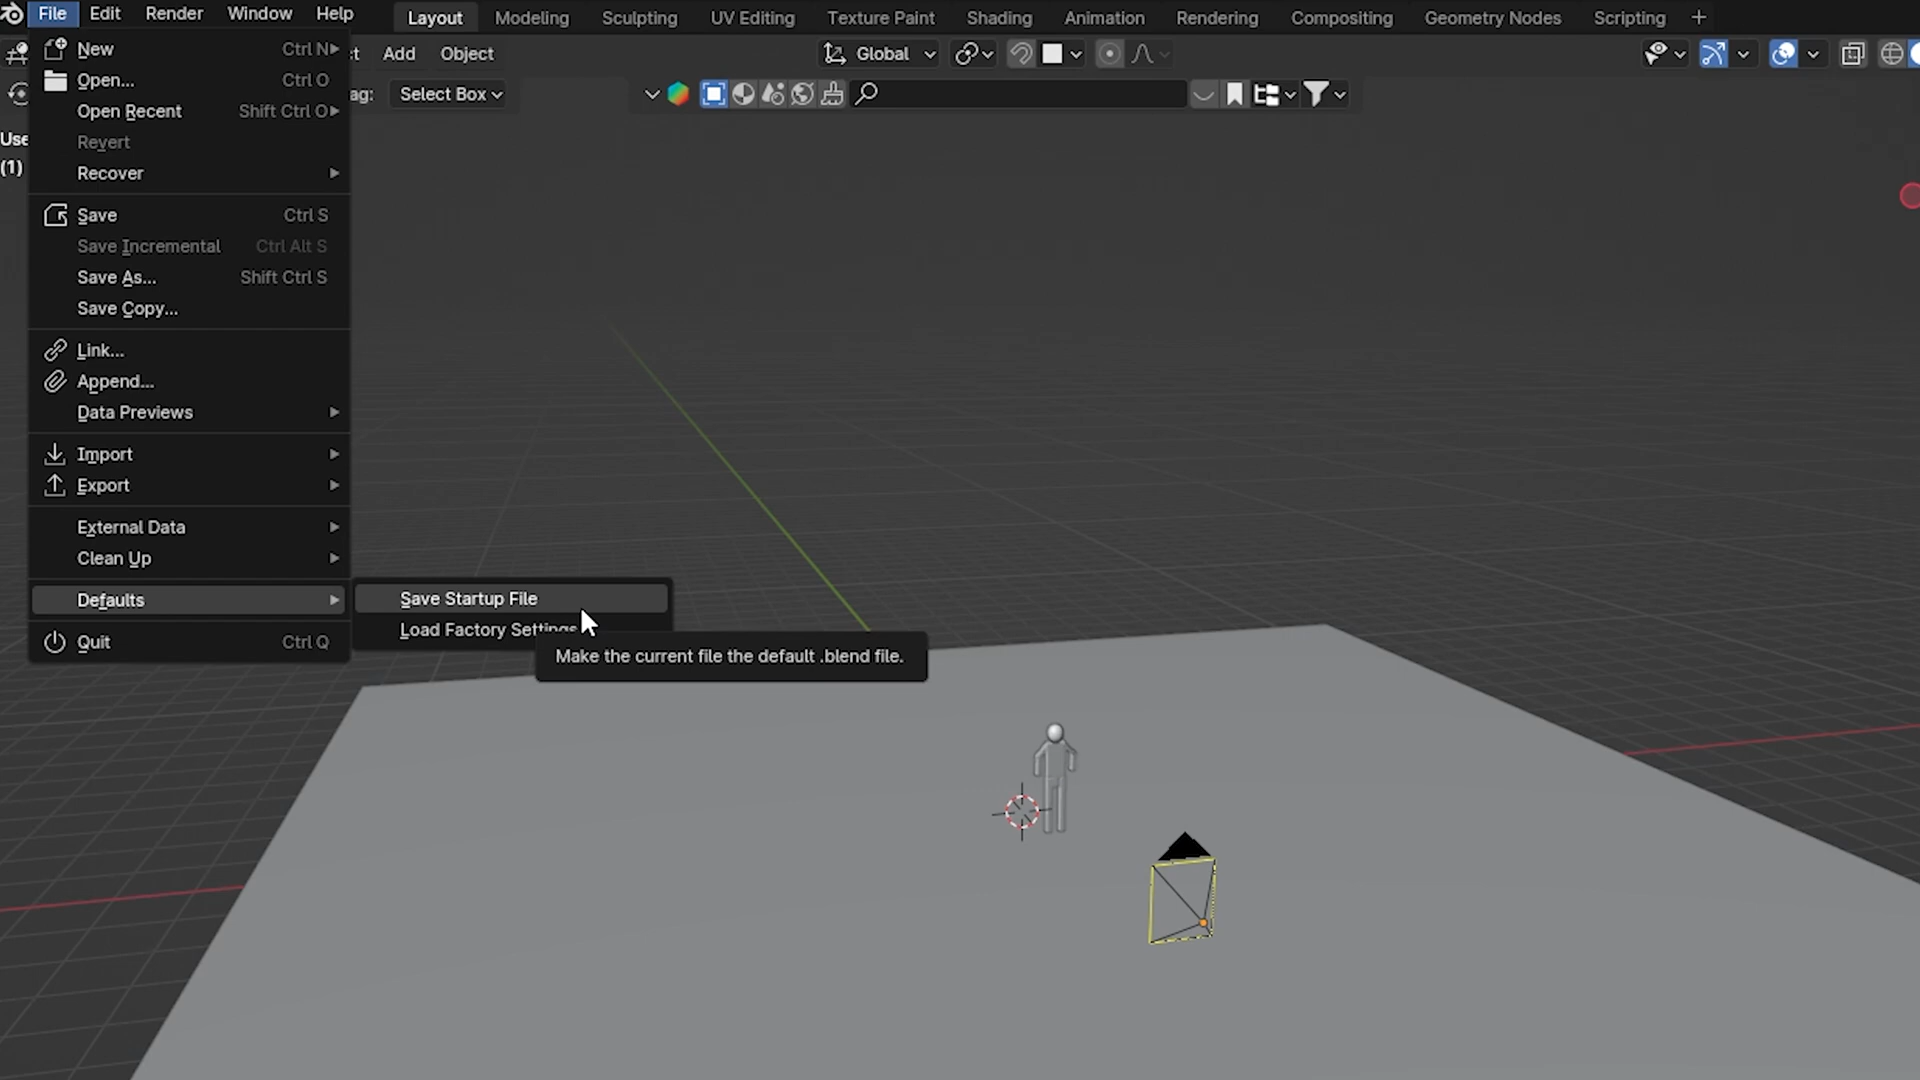 File Edit Render Window Help Layout Modeling Sculpting UV Editing Texture Paint Shading Animation Rendering Compositing Geometry Nodes Scripting +
Add Object Global
ag: Select Box
Use
(1)
New Ctrl N
Open... Ctrl O
Open Recent Shift Ctrl O
Revert
Recover
Save Ctrl S
Save Incremental Ctrl Alt S
Save As... Shift Ctrl S
Save Copy...
Link...
Append...
Data Previews
Import
Export
External Data
Clean Up
Defaults
Quit Ctrl Q
Save Startup File
Load Factory Settings
Make the current file the default .blend file.